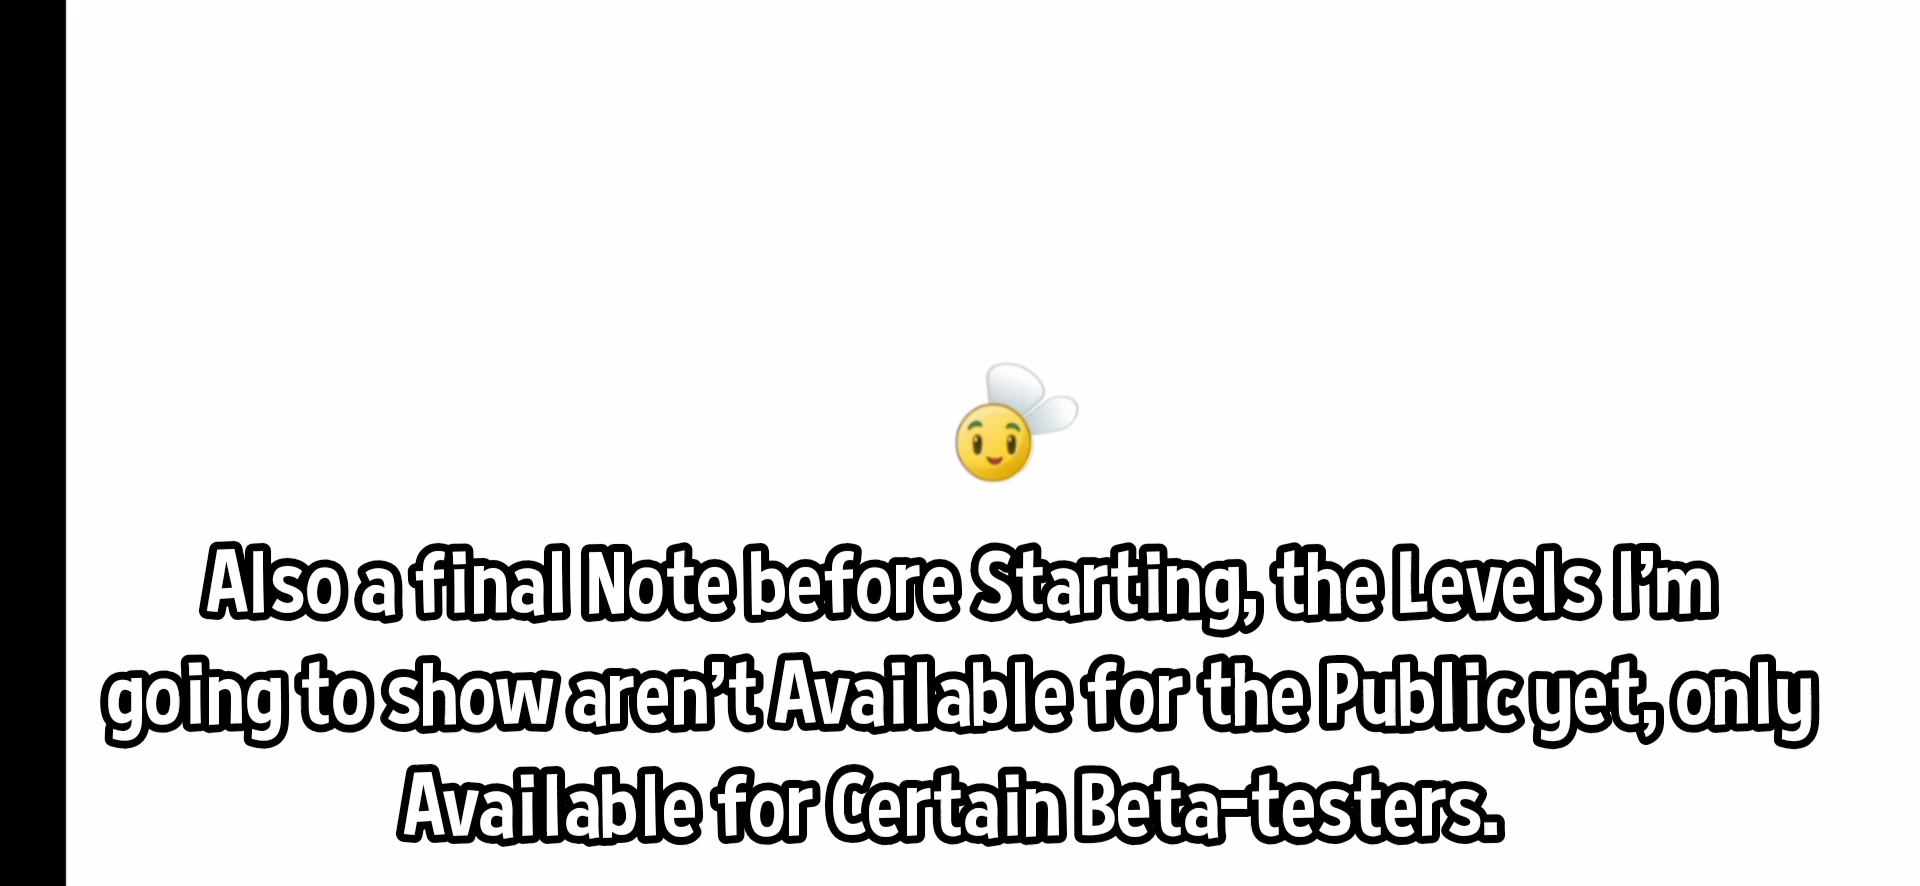 Also a final Note before Starting, the Levels I’m
going to show aren’t Available for the Public yet, only
Available for Certain Beta-testers.